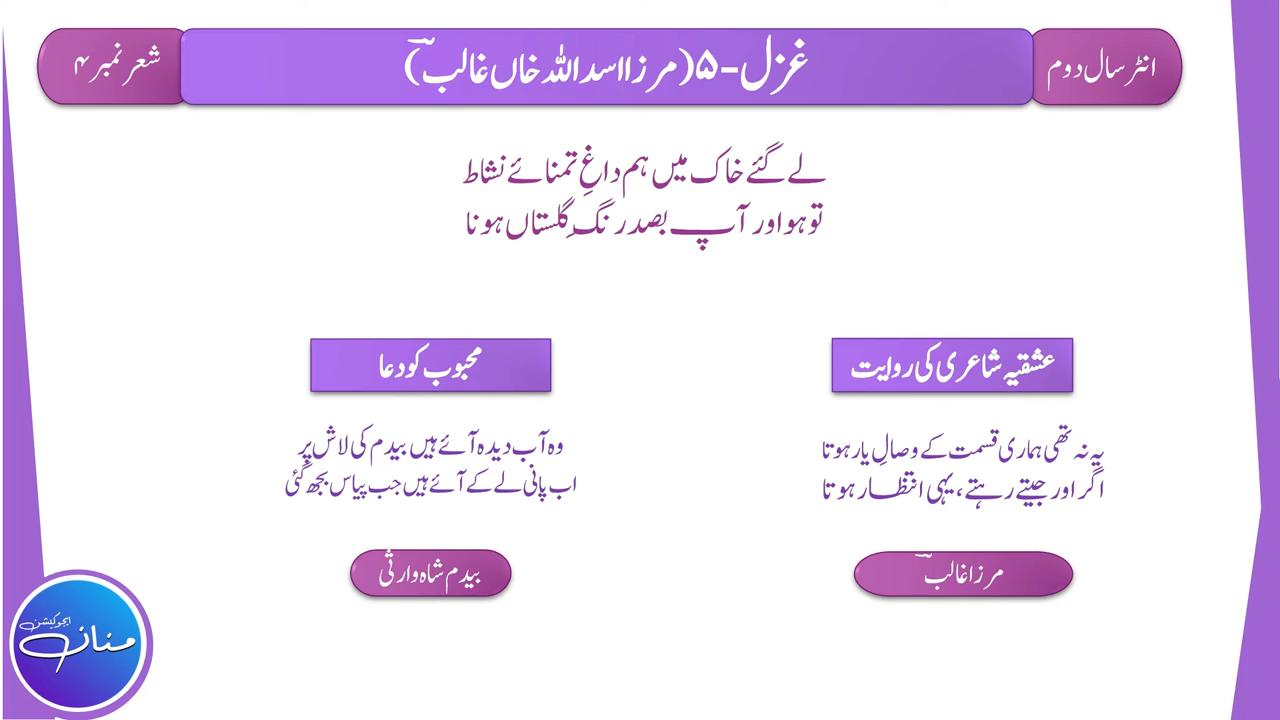 انٹر سال دوم
غزل-۵ (مرزا اسد اللہ خاں غالبؔ)
شعر نمبر ۴
لے گئے خاک میں ہم داغِ تمنائے نشاط
تو ہو اور آپ بصد رنگِ گلستاں ہونا
عشقیہ شاعری کی روایت
یہ نہ تھی ہماری قسمت کے وصالِ یار ہوتا
اگر اور جیتے رہتے، یہی انتظار ہوتا
مرزا غالبؔ
محبوب کو دعا
وہ آب دیدہ آئے ہیں بیدم کی لاش پر
اب پانی لے کے آئے ہیں جب پیاس بجھ گئی
بیدم شاہ وارثی
ایجوکیشن
منان